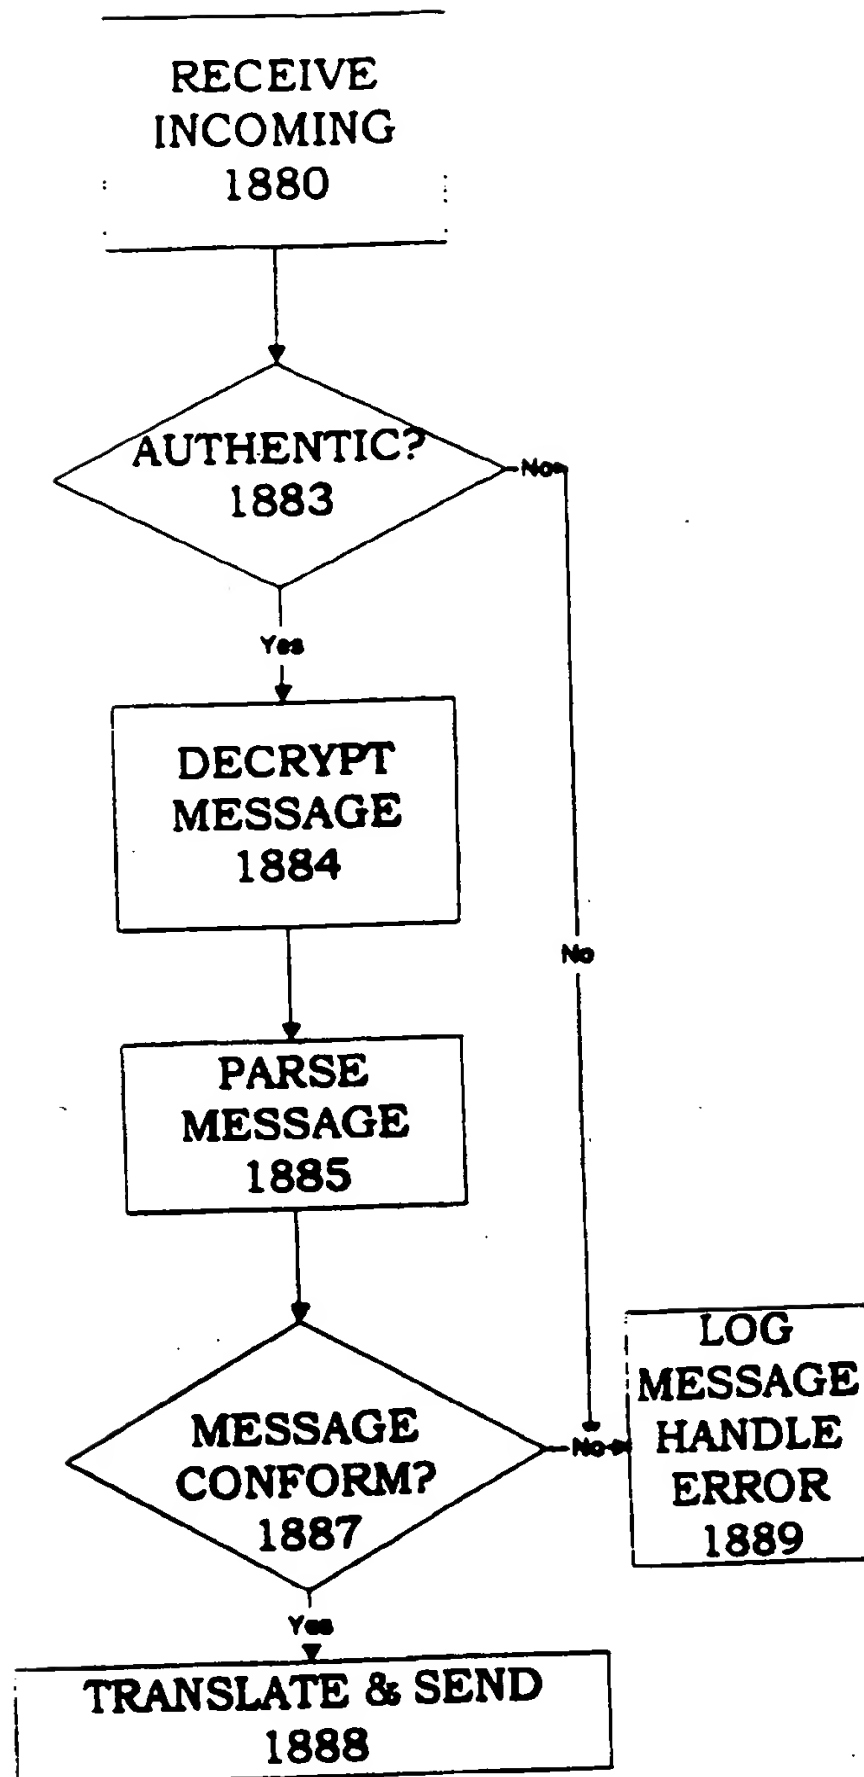 RECEIVE
INCOMING
1880
AUTHENTIC?
1883
No
Yes
DECRYPT
MESSAGE
1884
No
PARSE
MESSAGE
1885
LOG
MESSAGE
HANDLE
ERROR
1889
MESSAGE
CONFORM?
1887
No
Yes
TRANSLATE & SEND
1888